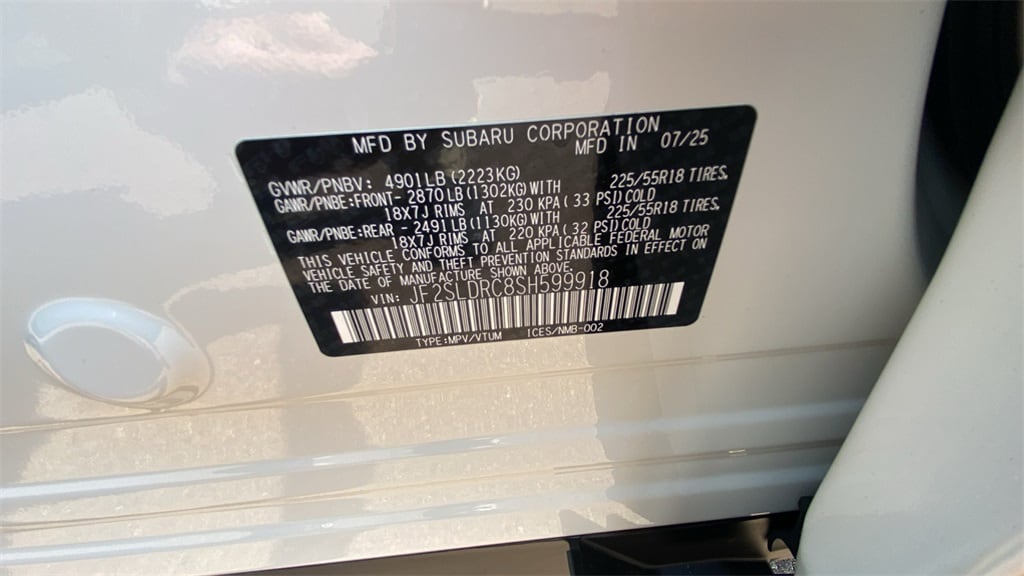 MFD BY SUBARU CORPORATION
MFD IN 07/25
GVWR/PNBV: 4901LB(2223KG)
GAWR/PNBE:FRONT- 2870LB(1302KG)WITH 225/55R18 TIRES,
18X7J RIMS AT 230 KPA( 33 PSI)COLD
GAWR/PNBE:REAR - 2491LB(1130KG)WITH 225/55R18 TIRES,
18X7J RIMS AT 220 KPA( 32 PSI)COLD
THIS VEHICLE CONFORMS TO ALL APPLICABLE FEDERAL MOTOR
VEHICLE SAFETY AND THEFT PREVENTION STANDARDS IN EFFECT ON
THE DATE OF MANUFACTURE SHOWN ABOVE.
VIN: JF2SLDRC8SH599918
TYPE:MPV/VTUM ICES/NMB-002